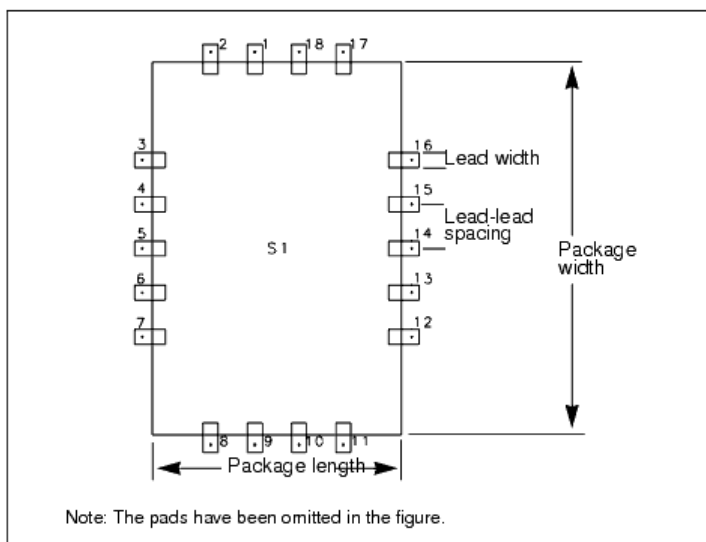 2 1 18 17
3 16
Lead width
4 15
Lead-lead
spacing
5 S1 14
Package
width
6 13
7 12
8 9 10 11
Package length
Note: The pads have been omitted in the figure.